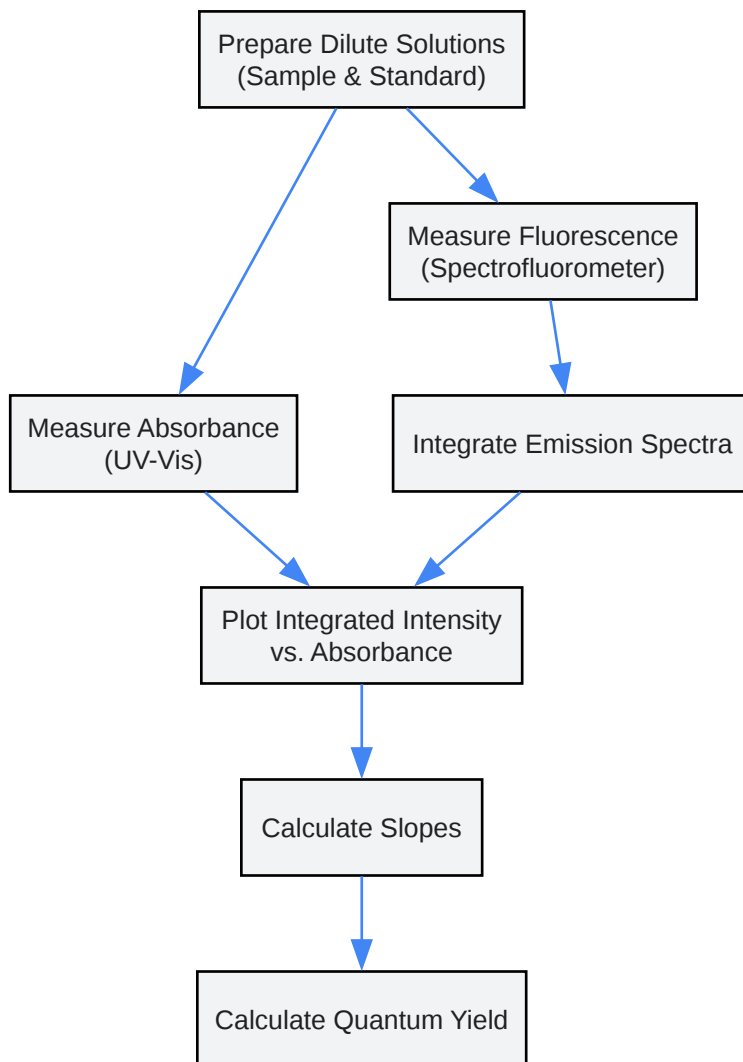 Prepare Dilute Solutions
(Sample & Standard)
Measure Fluorescence
(Spectrofluorometer)
Measure Absorbance
(UV-Vis)
Integrate Emission Spectra
Plot Integrated Intensity
vs. Absorbance
Calculate Slopes
Calculate Quantum Yield